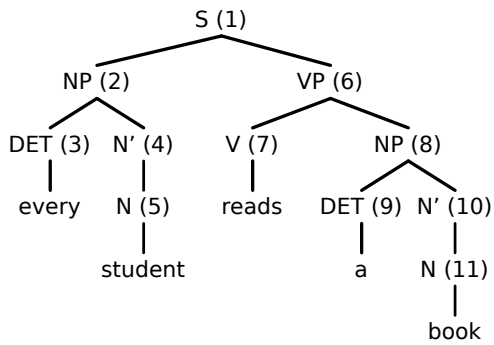 S (1)
NP (2) VP (6)
DET (3) N’ (4) V (7) NP (8)
every N (5) reads DET (9) N’ (10)
student a N (11)
book